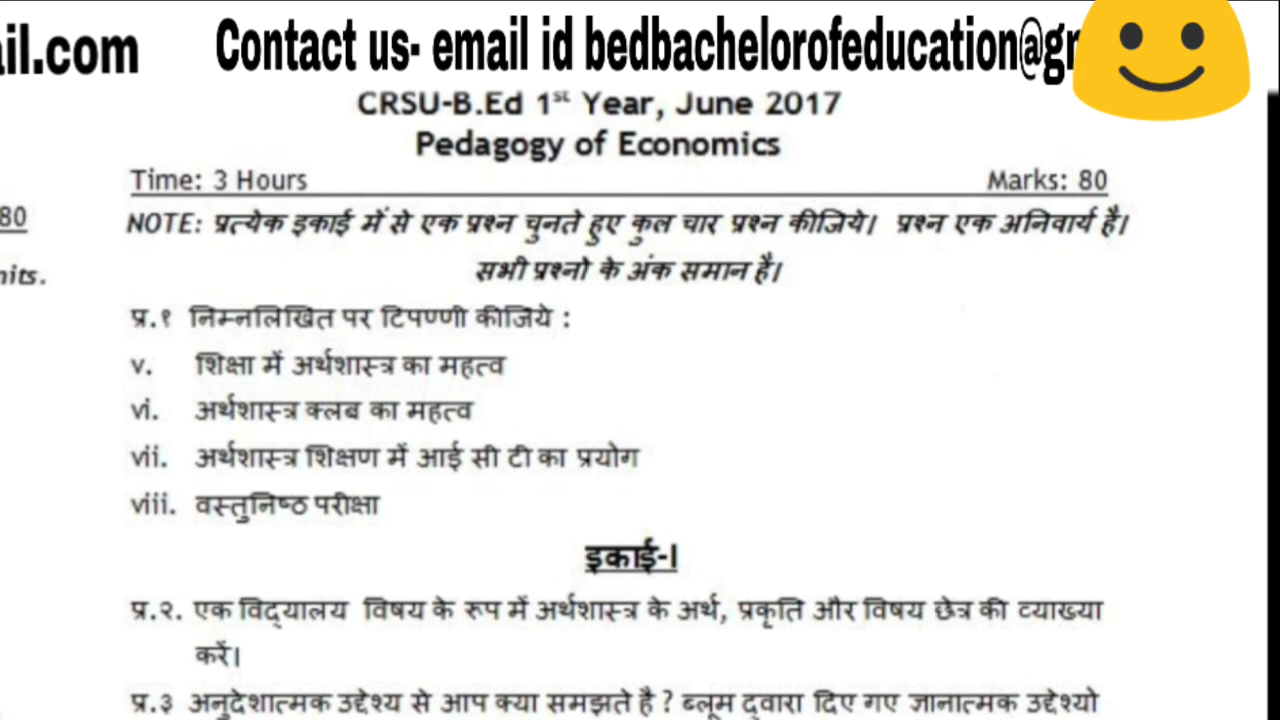 ail.com Contact us- email id bedbachelorofeducation@gr
CRSU-B.Ed 1st Year, June 2017
Pedagogy of Economics
Time: 3 Hours Marks: 80
80
NOTE: प्रत्येक इकाई में से एक प्रश्न चुनते हुए कुल चार प्रश्न कीजिये। प्रश्न एक अनिवार्य है।
nits.
सभी प्रश्नो के अंक समान है।
प्र.१ निम्नलिखित पर टिपण्णी कीजिये :
v. शिक्षा में अर्थशास्त्र का महत्व
vi. अर्थशास्त्र क्लब का महत्व
vii. अर्थशास्त्र शिक्षण में आई सी टी का प्रयोग
viii. वस्तुनिष्ठ परीक्षा
इकाई-I
प्र.२. एक विद्यालय विषय के रूप में अर्थशास्त्र के अर्थ, प्रकृति और विषय छेत्र की व्याख्या
करें।
प्र.३ अनुदेशात्मक उद्देश्य से आप क्या समझते है ? ब्लूम द्वारा दिए गए ज्ञानात्मक उद्देश्यो